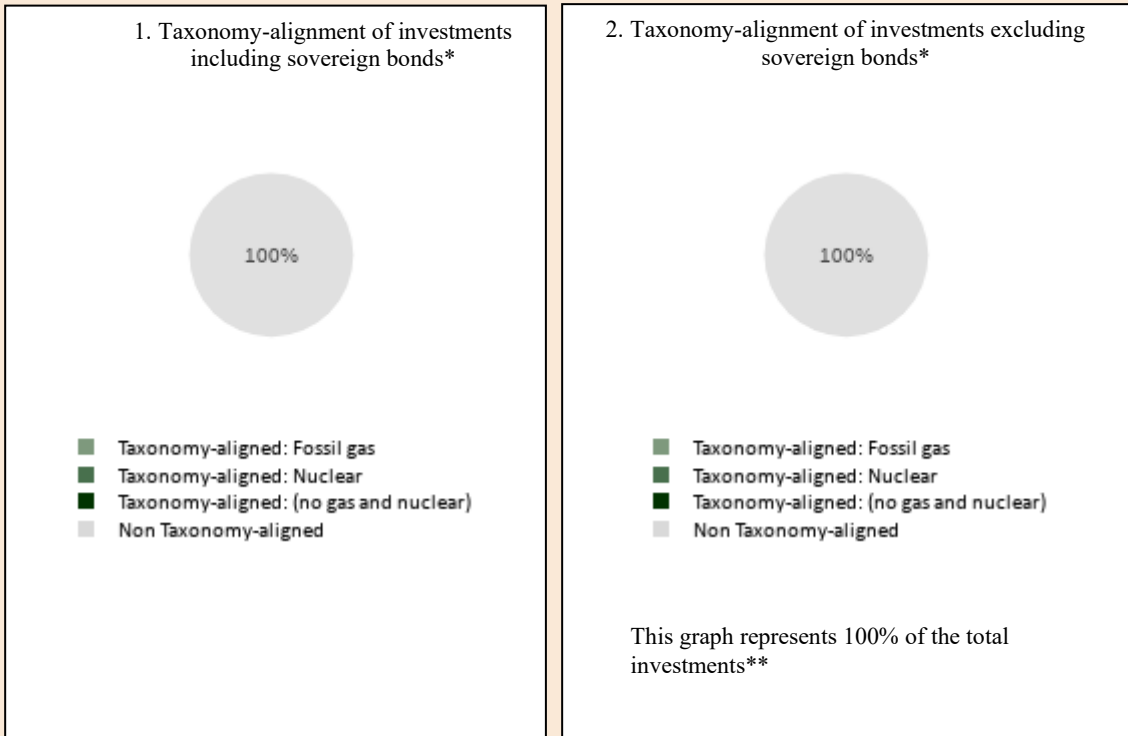 1. Taxonomy-alignment of investments
including sovereign bonds*
100%
Taxonomy-aligned: Fossil gas
Taxonomy-aligned: Nuclear
Taxonomy-aligned: (no gas and nuclear)
Non Taxonomy-aligned
2. Taxonomy-alignment of investments excluding
sovereign bonds*
100%
Taxonomy-aligned: Fossil gas
Taxonomy-aligned: Nuclear
Taxonomy-aligned: (no gas and nuclear)
Non Taxonomy-aligned
This graph represents 100% of the total
investments**